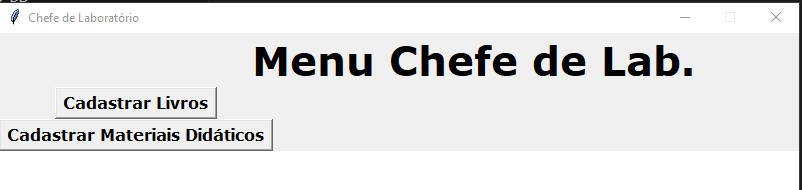 Chefe de Laboratório
Menu Chefe de Lab.
Cadastrar Livros
Cadastrar Materiais Didáticos